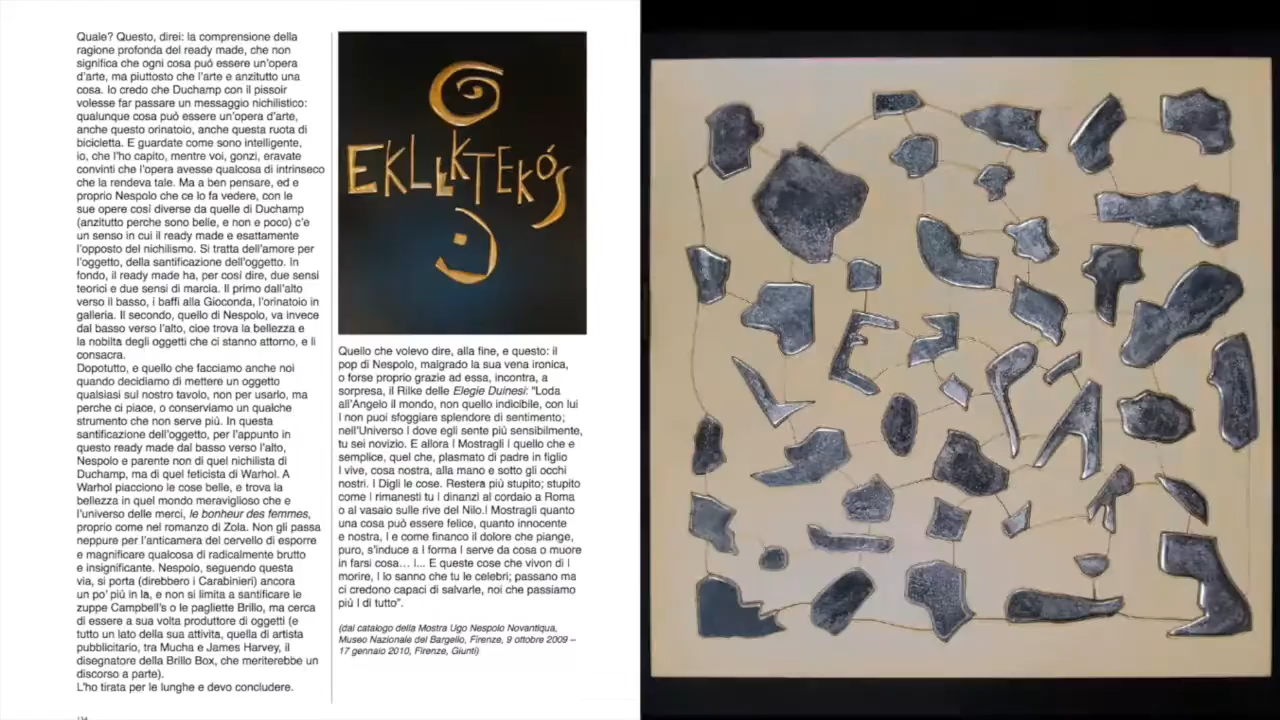 Quale? Questo, direi: la comprensione della
ragione profonda del ready made, che non
significa che ogni cosa può essere un'opera
d'arte, ma piuttosto che l'arte e anzitutto una
cosa. Io credo che Duchamp con il pissoir
volesse far passare un messaggio nichilistico:
qualunque cosa può essere un'opera d'arte,
anche questo orinatoio, anche questa ruota di
bicicletta. E guardate come sono intelligente,
io, che l'ho capito, mentre voi, gonzi, eravate
convinti che l'opera avesse qualcosa di intrinseco
che la rendeva tale. Ma a ben pensare, ed e
proprio Nespolo che ce lo fa vedere, con le
sue opere così diverse da quelle di Duchamp
(anzitutto perche sono belle, e non e poco) c'e
un senso in cui il ready made e esattamente
l'opposto del nichilismo. Si tratta dell'amore per
l'oggetto, della santificazione dell'oggetto. In
fondo, il ready made ha, per così dire, due sensi
teorici e due sensi di marcia. Il primo dall'alto
verso il basso, i baffi alla Gioconda, l'orinatoio in
galleria. Il secondo, quello di Nespolo, va invece
dal basso verso l'alto, cioe trova la bellezza e
la nobilta degli oggetti che ci stanno attorno, e li
consacra.
Dopotutto, e quello che facciamo anche noi
quando decidiamo di mettere un oggetto
qualsiasi sul nostro tavolo, non per usarlo, ma
perche ci piace, o conserviamo un qualche
strumento che non serve più. In questa
santificazione dell'oggetto, per l'appunto in
questo ready made dal basso verso l'alto,
Nespolo e parente non di quel nichilista di
Duchamp, ma di quel feticista di Warhol. A
Warhol piacciono le cose belle, e trova la
bellezza in quel mondo meraviglioso che e
l'universo delle merci, le bonheur des femmes,
proprio come nel romanzo di Zola. Non gli passa
neppure per l'anticamera del cervello di esporre
e magnificare qualcosa di radicalmente brutto
e insignificante. Nespolo, seguendo questa
via, si porta (direbbero i Carabinieri) ancora
un po' più in la, e non si limita a santificare le
zuppe Campbell's o le pagliette Brillo, ma cerca
di essere a sua volta produttore di oggetti (e
tutto un lato della sua attivita, quella di artista
pubblicitario, tra Mucha e James Harvey, il
disegnatore della Brillo Box, che meriterebbe un
discorso a parte).
L'ho tirata per le lunghe e devo concludere.
EKLEKTEKÓS
Quello che volevo dire, alla fine, e questo: il
pop di Nespolo, malgrado la sua vena ironica,
o forse proprio grazie ad essa, incontra, a
sorpresa, il Rilke delle Elegie Duinesi: "Loda
all'Angelo il mondo, non quello indicibile, con lui
I non puoi sfoggiare splendore di sentimento;
nell'Universo I dove egli sente più sensibilmente,
tu sei novizio. E allora I Mostragli I quello che e
semplice, quel che, plasmato di padre in figlio
I vive, cosa nostra, alla mano e sotto gli occhi
nostri. I Digli le cose. Restera più stupito; stupito
come I rimanesti tu I dinanzi al cordaio a Roma
o al vasaio sulle rive del Nilo.I Mostragli quanto
una cosa può essere felice, quanto innocente
e nostra, I e come financo il dolore che piange,
puro, s'induce a I forma I serve da cosa o muore
in farsi cosa… I... E queste cose che vivon di I
morire, I lo sanno che tu le celebri; passano ma
ci credono capaci di salvarle, noi che passiamo
più I di tutto".
(dal catalogo della Mostra Ugo Nespolo Novantiqua,
Museo Nazionale del Bargello, Firenze, 9 ottobre 2009 –
17 gennaio 2010, Firenze, Giunti)
LE PAR